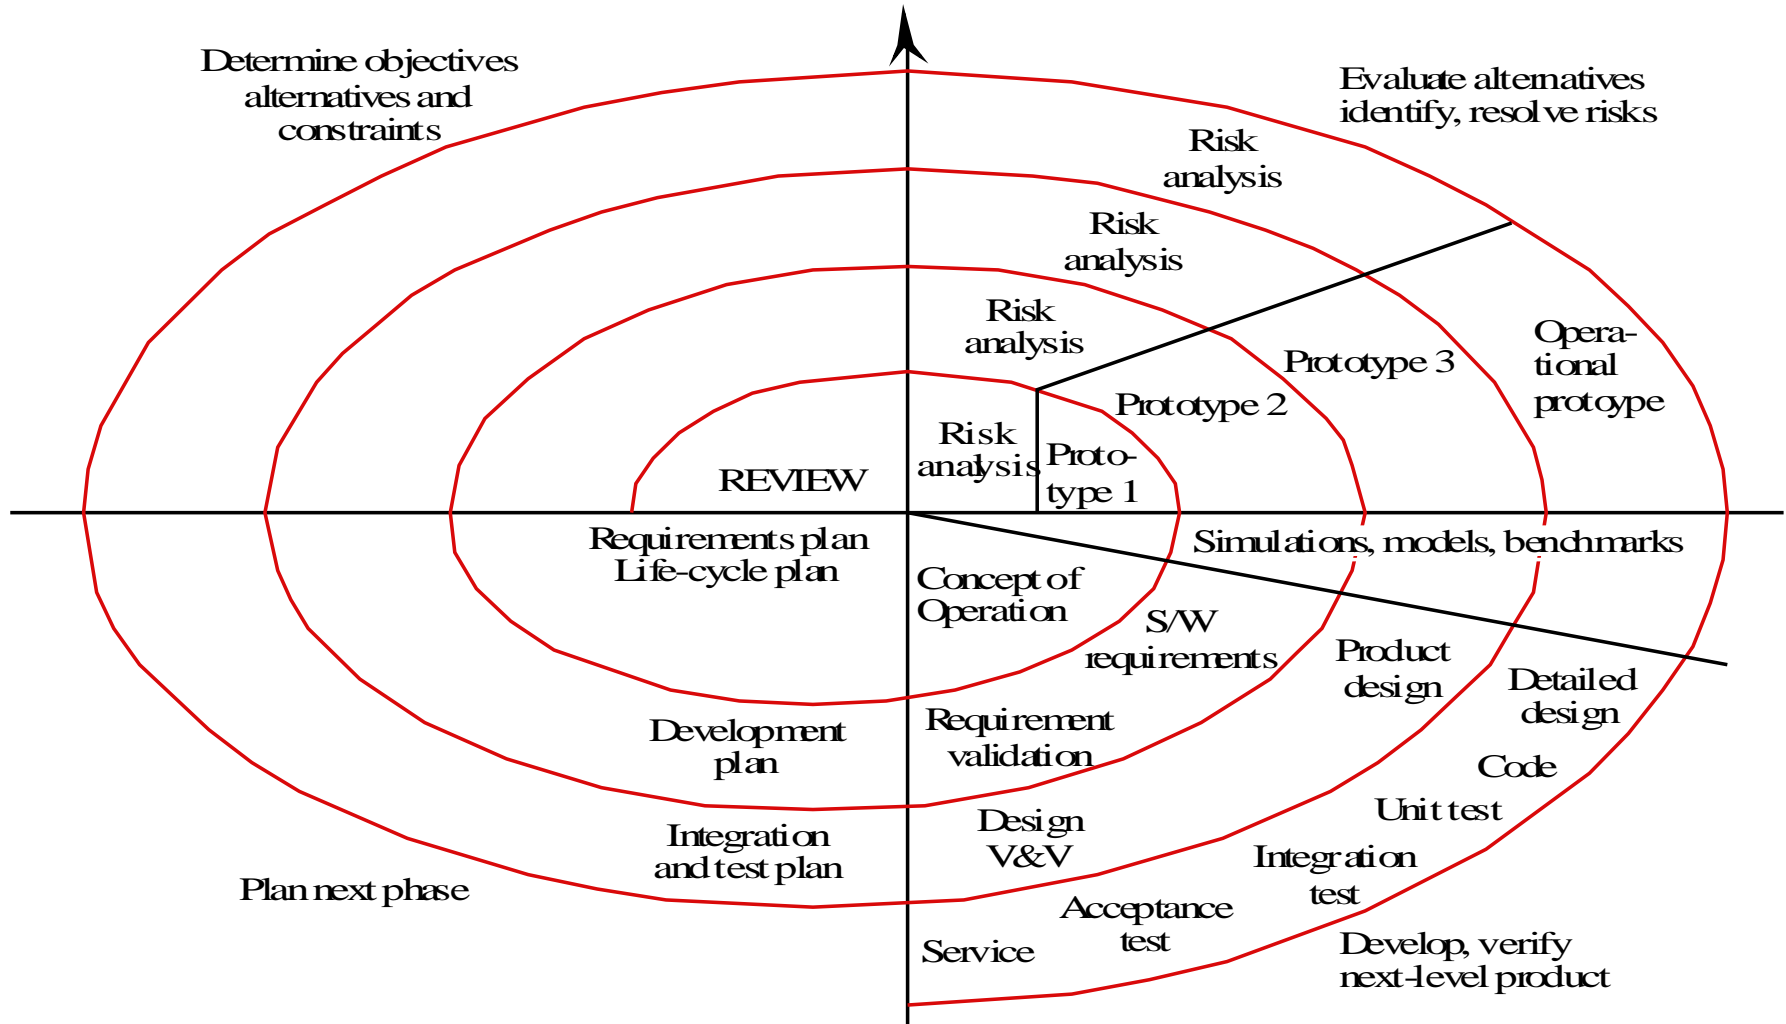 Determine objectives
alternatives and
constraints
Evaluate alternatives
identify, resolve risks
Risk
analysis
Risk
analysis
Risk
analysis
Risk
analysis
Proto-
type 1
Prototype 2
Prototype 3
Opera-
tional
protoype
REVIEW
Requirements plan
Life-cycle plan
Simulations, models, benchmarks
Concept of
Operation
S/W
requirements
Product
design
Detailed
design
Development
plan
Requirement
validation
Code
Unit test
Integration
and test plan
Design
V&V
Integration
test
Plan next phase
Acceptance
test
Service
Develop, verify
next-level product